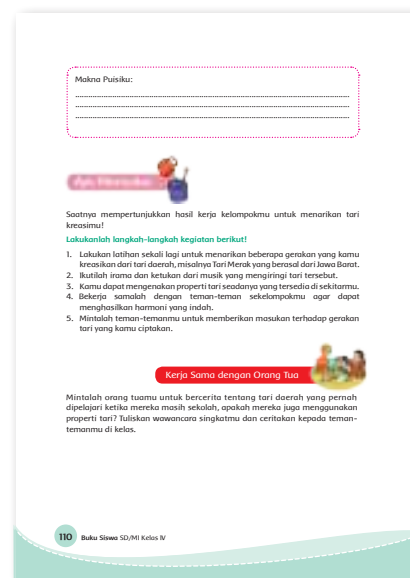 Makna Puisiku:
Saatnya mempertunjukkan hasil kerja kelompokmu untuk menarikan tari
kreasimu!
Lakukanlah langkah-langkah kegiatan berikut!
1. Lakukan latihan sekali lagi untuk menarikan beberapa gerakan yang kamu
kreasikan dari tari daerah, misalnya Tari Merak yang berasal dari Jawa Barat.
2. Ikutilah irama dan ketukan dari musik yang mengiringi tari tersebut.
3. Kamu dapat mengenakan properti tari seadanya yang tersedia di sekitarmu.
4. Bekerja samalah dengan teman-teman sekelompokmu agar dapat
menghasilkan harmoni yang indah.
5. Mintalah teman-temanmu untuk memberikan masukan terhadap gerakan
tari yang kamu ciptakan.
Kerja Sama dengan Orang Tua
Mintalah orang tuamu untuk bercerita tentang tari daerah yang pernah
dipelajari ketika mereka masih sekolah, apakah mereka juga menggunakan
properti tari? Tuliskan wawancara singkatmu dan ceritakan kepada teman-
temanmu di kelas.
110 Buku Siswa SD/MI Kelas IV